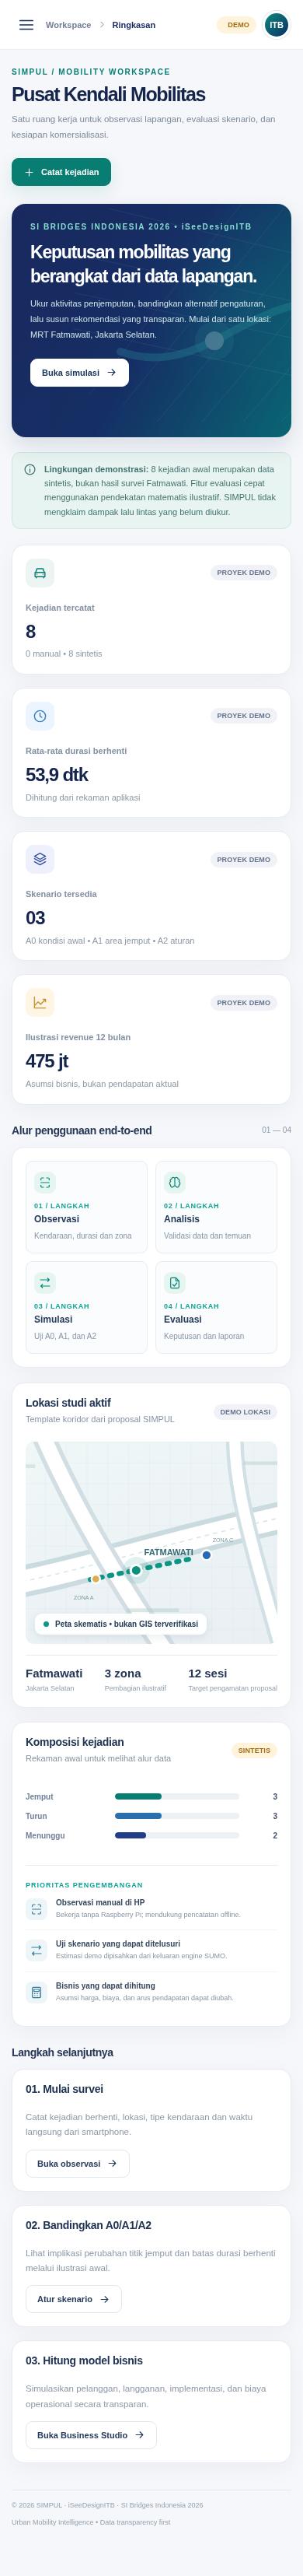 Workspace > Ringkasan
DEMO
ITB
SIMPUL / MOBILITY WORKSPACE
Pusat Kendali Mobilitas
Satu ruang kerja untuk observasi lapangan, evaluasi skenario, dan
kesiapan komersialisasi.
+ Catat kejadian
SI BRIDGES INDONESIA 2026 • iSeeDesignITB
Keputusan mobilitas yang
berangkat dari data lapangan.
Ukur aktivitas penjemputan, bandingkan alternatif pengaturan,
lalu susun rekomendasi yang transparan. Mulai dari satu lokasi:
MRT Fatmawati, Jakarta Selatan.
Buka simulasi →
Lingkungan demonstrasi: 8 kejadian awal merupakan data
sintetis, bukan hasil survei Fatmawati. Fitur evaluasi cepat
menggunakan pendekatan matematis ilustratif. SIMPUL tidak
mengklaim dampak lalu lintas yang belum diukur.
PROYEK DEMO
Kejadian tercatat
8
0 manual • 8 sintetis
PROYEK DEMO
Rata-rata durasi berhenti
53,9 dtk
Dihitung dari rekaman aplikasi
PROYEK DEMO
Skenario tersedia
03
A0 kondisi awal • A1 area jemput • A2 aturan
PROYEK DEMO
Ilustrasi revenue 12 bulan
475 jt
Asumsi bisnis, bukan pendapatan aktual
Alur penggunaan end-to-end
01 — 04
01 / LANGKAH
Observasi
Kendaraan, durasi dan zona
02 / LANGKAH
Analisis
Validasi data dan temuan
03 / LANGKAH
Simulasi
Uji A0, A1, dan A2
04 / LANGKAH
Evaluasi
Keputusan dan laporan
Lokasi studi aktif
Template koridor dari proposal SIMPUL
DEMO LOKASI
ZONA C
FATMAWATI
ZONA A
Peta skematis • bukan GIS terverifikasi
Fatmawati
Jakarta Selatan
3 zona
Pembagian ilustratif
12 sesi
Target pengamatan proposal
Komposisi kejadian
Rekaman awal untuk melihat alur data
SINTETIS
Jemput 3
Turun 3
Menunggu 2
PRIORITAS PENGEMBANGAN
Observasi manual di HP
Bekerja tanpa Raspberry Pi; mendukung pencatatan offline.
Uji skenario yang dapat ditelusuri
Estimasi demo dipisahkan dari keluaran engine SUMO.
Bisnis yang dapat dihitung
Asumsi harga, biaya, dan arus pendapatan dapat diubah.
Langkah selanjutnya
01. Mulai survei
Catat kejadian berhenti, lokasi, tipe kendaraan dan waktu
langsung dari smartphone.
Buka observasi →
02. Bandingkan A0/A1/A2
Lihat implikasi perubahan titik jemput dan batas durasi berhenti
melalui ilustrasi awal.
Atur skenario →
03. Hitung model bisnis
Simulasikan pelanggan, langganan, implementasi, dan biaya
operasional secara transparan.
Buka Business Studio →
© 2026 SIMPUL · iSeeDesignITB · SI Bridges Indonesia 2026
Urban Mobility Intelligence • Data transparency first